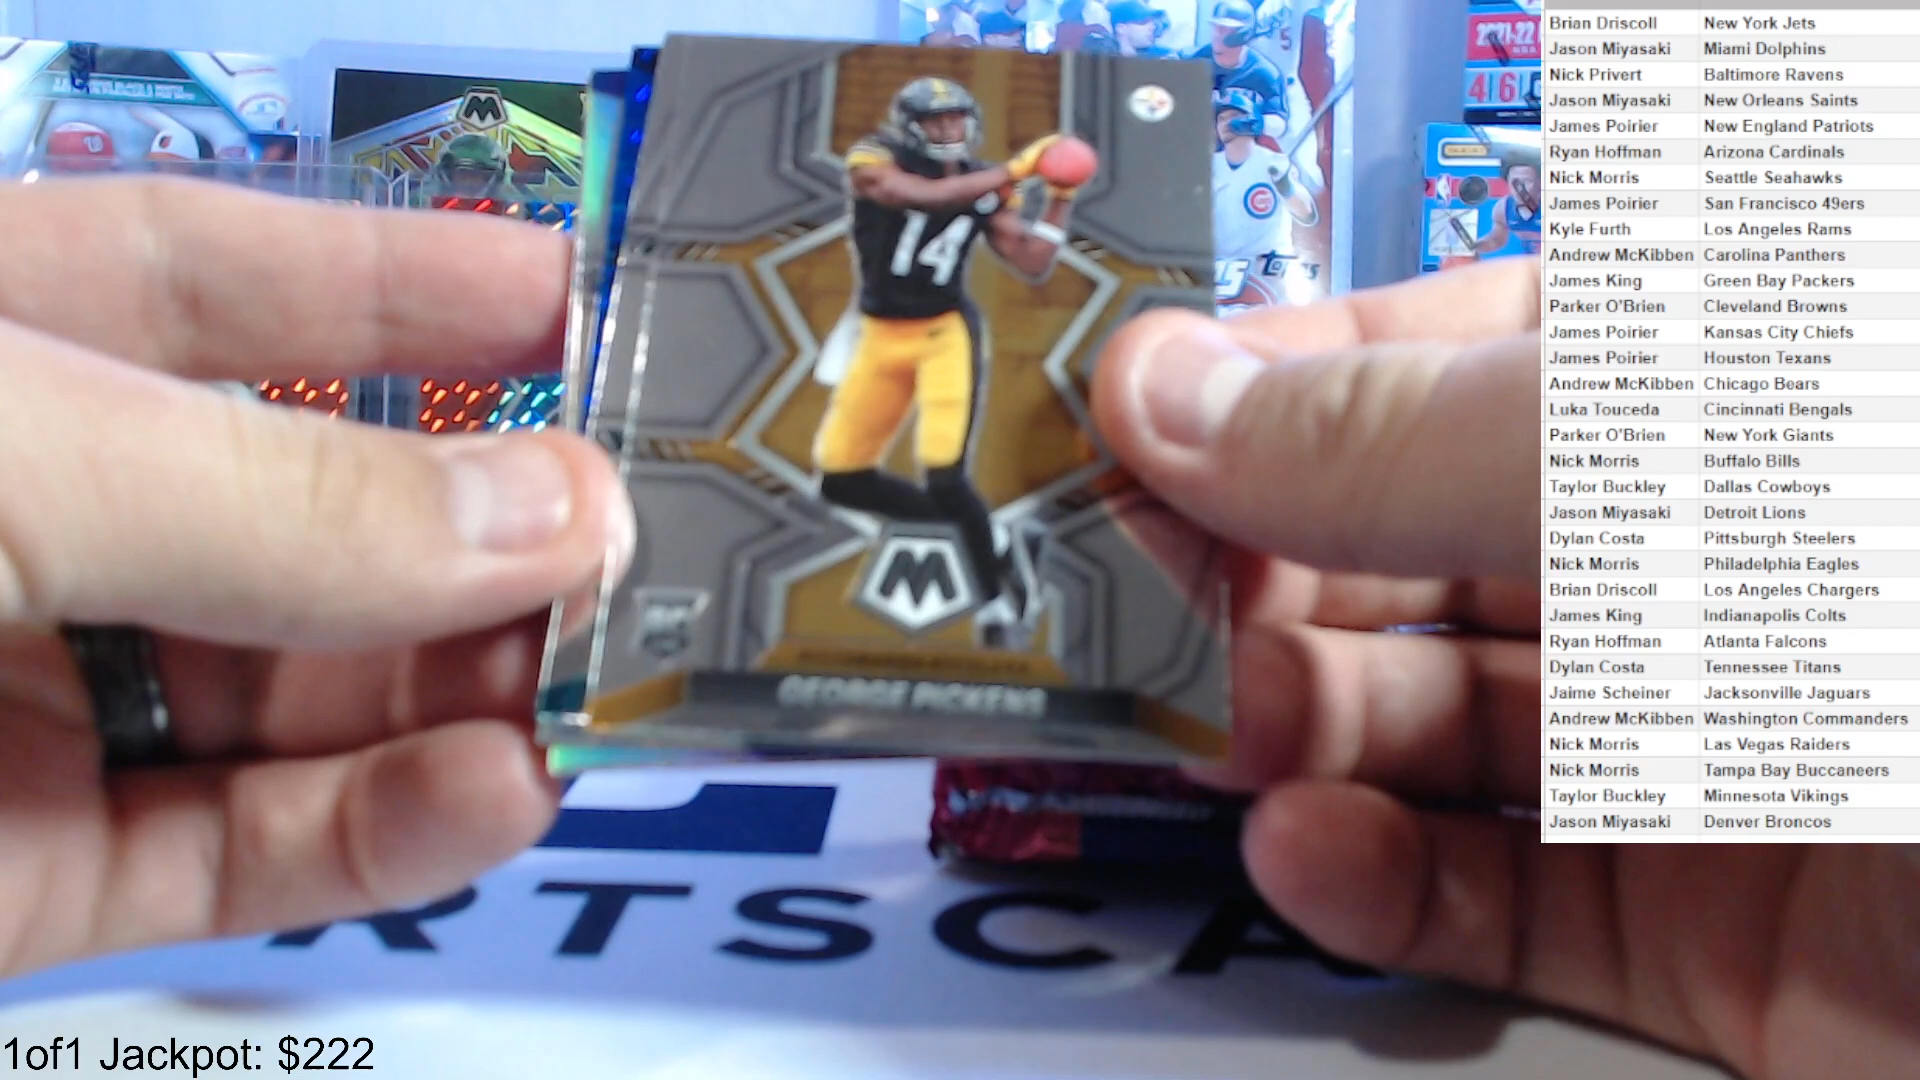 Brian Driscoll New York Jets
Jason Miyasaki Miami Dolphins
Nick Privert Baltimore Ravens
Jason Miyasaki New Orleans Saints
James Poirier New England Patriots
Ryan Hoffman Arizona Cardinals
Nick Morris Seattle Seahawks
James Poirier San Francisco 49ers
Kyle Furth Los Angeles Rams
Andrew McKibben Carolina Panthers
James King Green Bay Packers
Parker O'Brien Cleveland Browns
James Poirier Kansas City Chiefs
James Poirier Houston Texans
Andrew McKibben Chicago Bears
Luka Touceda Cincinnati Bengals
Parker O'Brien New York Giants
Nick Morris Buffalo Bills
Taylor Buckley Dallas Cowboys
Jason Miyasaki Detroit Lions
Dylan Costa Pittsburgh Steelers
Nick Morris Philadelphia Eagles
Brian Driscoll Los Angeles Chargers
James King Indianapolis Colts
Ryan Hoffman Atlanta Falcons
Dylan Costa Tennessee Titans
Jaime Scheiner Jacksonville Jaguars
Andrew McKibben Washington Commanders
Nick Morris Las Vegas Raiders
Nick Morris Tampa Bay Buccaneers
Taylor Buckley Minnesota Vikings
Jason Miyasaki Denver Broncos
2021-22
Topps
14
M
RC
GEORGE PICKENS
RTSCA
1of1 Jackpot: $222